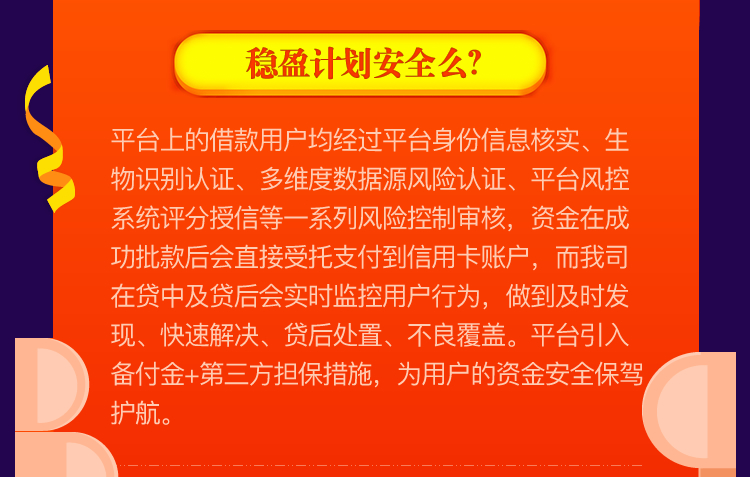 稳盈计划安全么?
平台上的借款用户均经过平台身份信息核实、生
物识别认证、多维度数据源风险认证、平台风控
系统评分授信等一系列风险控制审核，资金在成
功批款后会直接受托支付到信用卡账户，而我司
在贷中及贷后会实时监控用户行为，做到及时发
现、快速解决、贷后处置、不良覆盖。平台引入
备付金+第三方担保措施，为用户的资金安全保驾
护航。